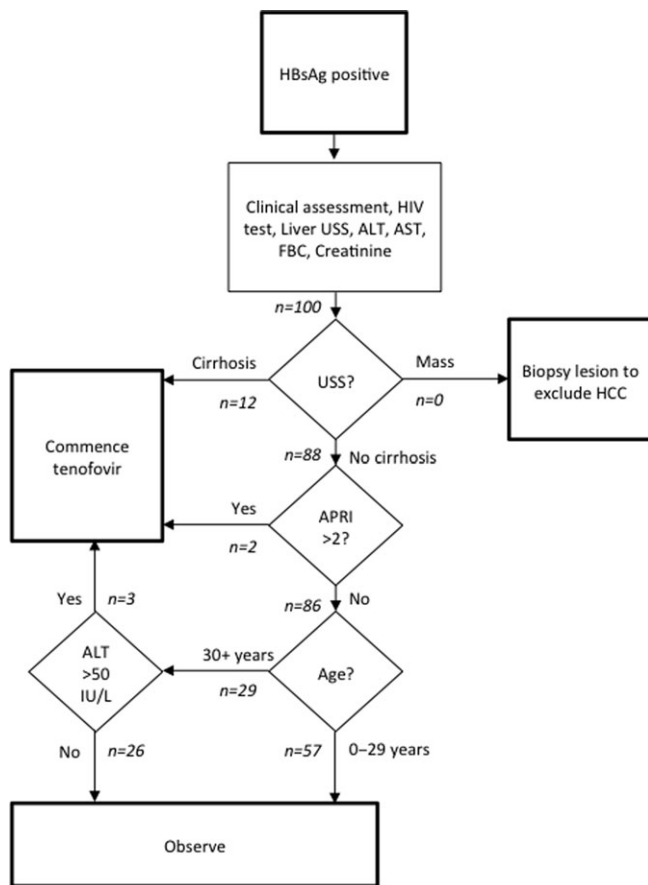 HBsAg positive
Clinical assessment, HIV
test, Liver USS, ALT, AST,
FBC, Creatinine
n=100
Cirrhosis
USS?
Mass
n=12
n=0
Biopsy lesion to
exclude HCC
Commence
tenofovir
n=88
No cirrhosis
Yes
APRI
>2?
n=2
n=86
No
Yes
n=3
ALT
>50
IU/L
30+ years
n=29
Age?
No
n=26
n=57
0–29 years
Observe